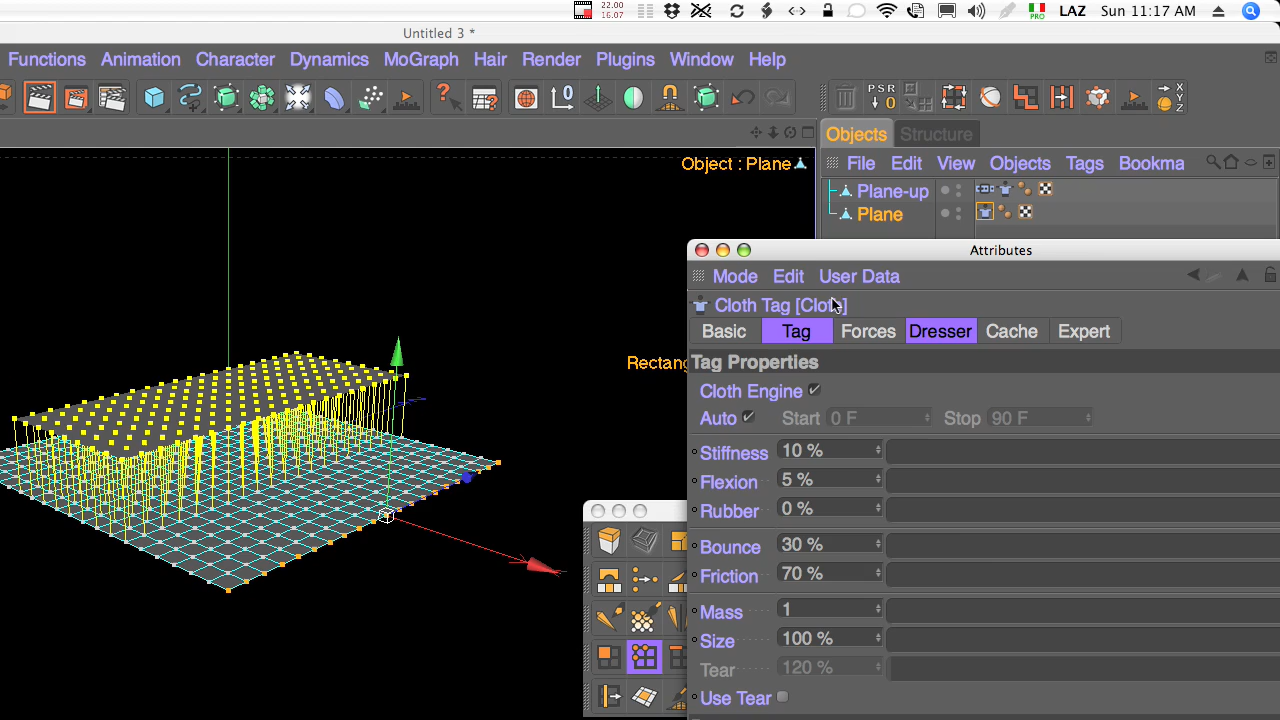 22.00
16.07
PRO
LAZ
Sun 11:17 AM
Untitled 3 *
Functions Animation Character Dynamics MoGraph Hair Render Plugins Window Help
0
PSR
0
X
Y
Z
Objects Structure
Object : Plane
File Edit View Objects Tags Bookma
Plane-up
Plane
Attributes
Mode Edit User Data
Cloth Tag [Cloth]
Basic Tag Forces Dresser Cache Expert
Rectang
Tag Properties
Cloth Engine
Auto Start 0 F Stop 90 F
Stiffness 10 %
Flexion 5 %
Rubber 0 %
Bounce 30 %
Friction 70 %
Mass 1
Size 100 %
Tear 120 %
Use Tear